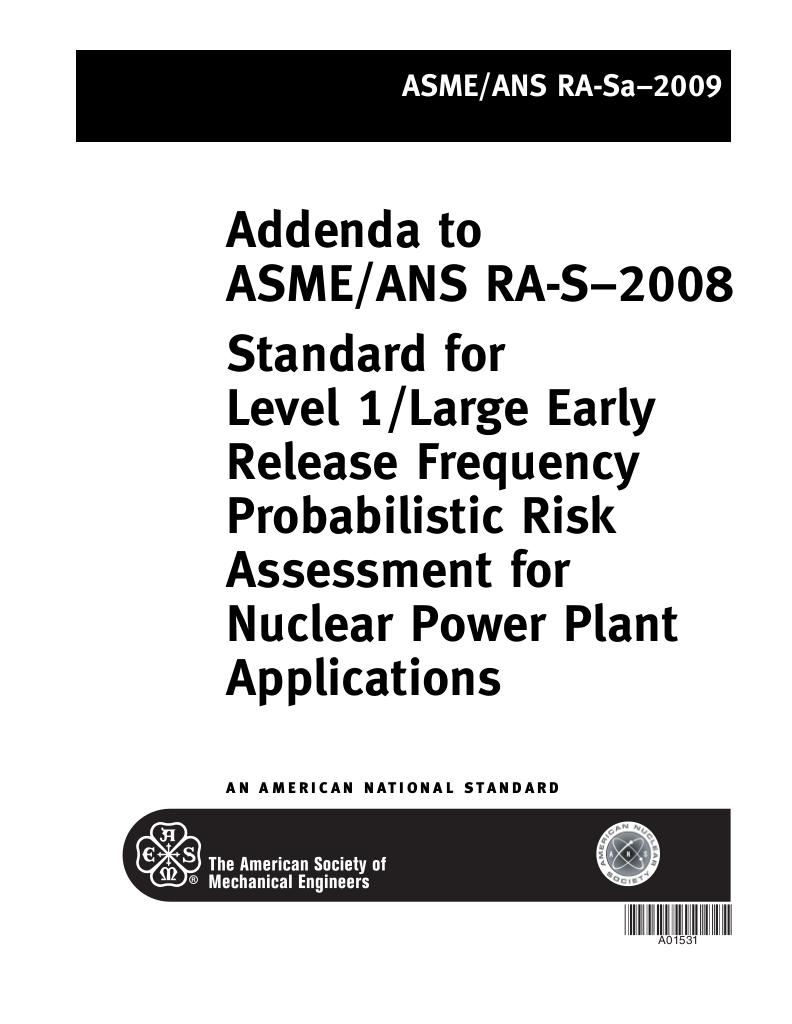 ASME/ANS RA-Sa–2009
Addenda to
ASME/ANS RA-S–2008
Standard for
Level 1/Large Early
Release Frequency
Probabilistic Risk
Assessment for
Nuclear Power Plant
Applications
AN AMERICAN NATIONAL STANDARD
A
E S
M
®
The American Society of
Mechanical Engineers
AMERICAN NUCLEAR
A N S
SOCIETY
A01531